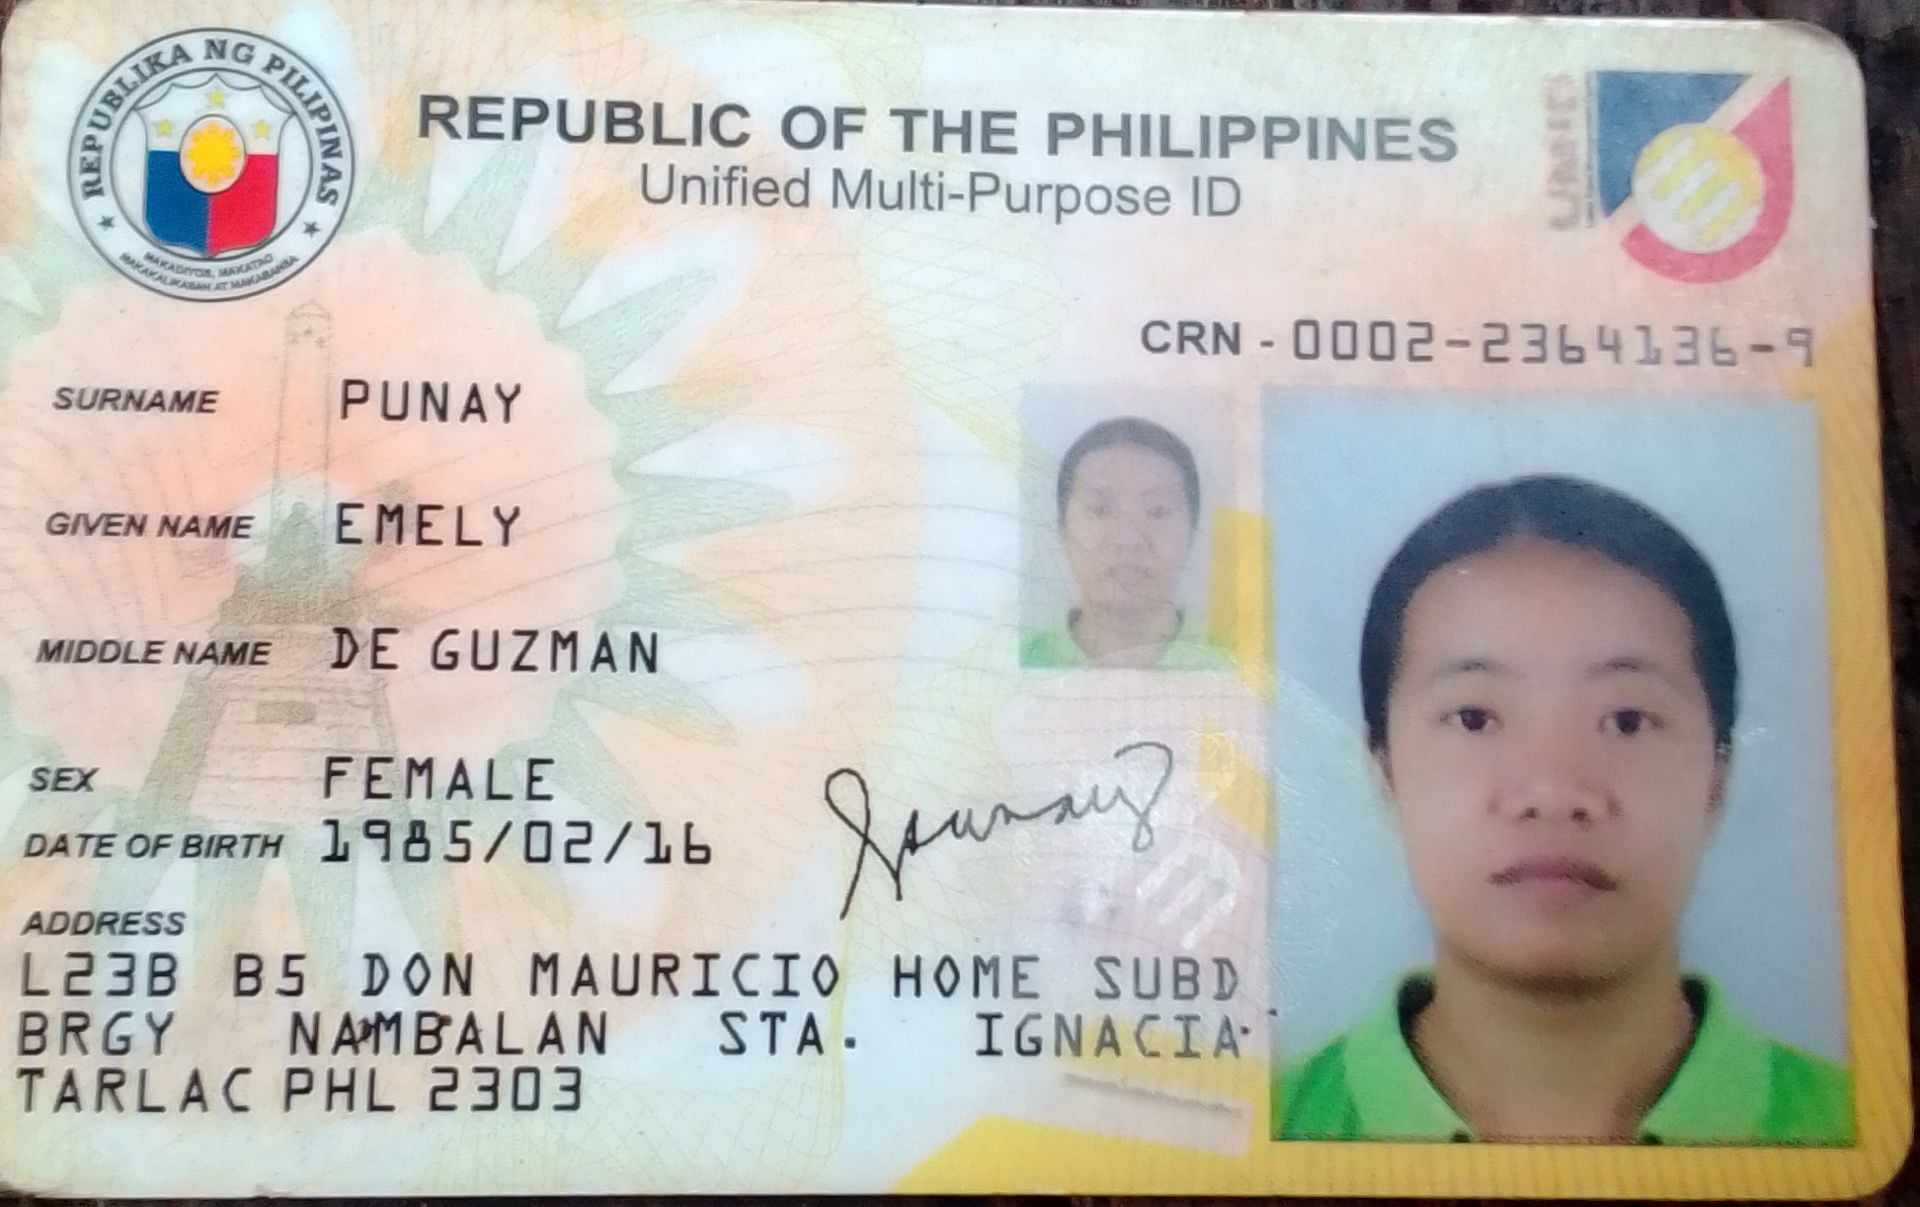 REPUBLIKA NG PILIPINAS
MAKADIYOS, MAKATAO
MAKAKALIKASAN AT MAKABANSA
REPUBLIC OF THE PHILIPPINES
Unified Multi-Purpose ID
UMID
CRN - 0002-2364136-9
SURNAME PUNAY
GIVEN NAME EMELY
MIDDLE NAME DE GUZMAN
SEX FEMALE
DATE OF BIRTH 1985/02/16
ADDRESS
L23B B5 DON MAURICIO HOME SUBD
BRGY NAMBALAN STA. IGNACIA
TARLAC PHL 2303